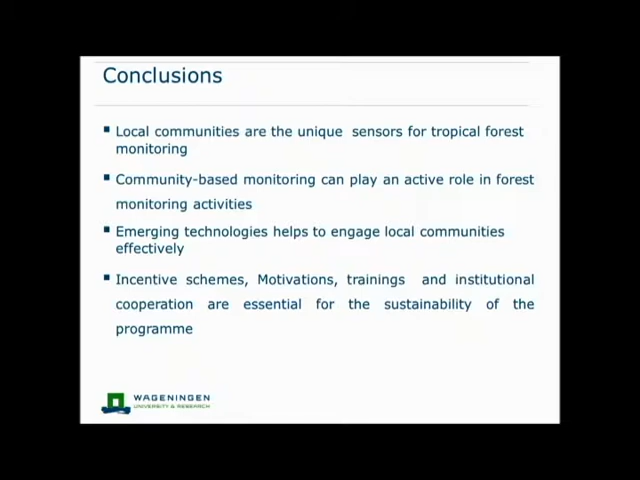 Conclusions
Local communities are the unique sensors for tropical forest
monitoring
Community-based monitoring can play an active role in forest
monitoring activities
Emerging technologies helps to engage local communities
effectively
Incentive schemes, Motivations, trainings and institutional
cooperation are essential for the sustainability of the
programme
WAGENINGEN
UNIVERSITY & RESEARCH